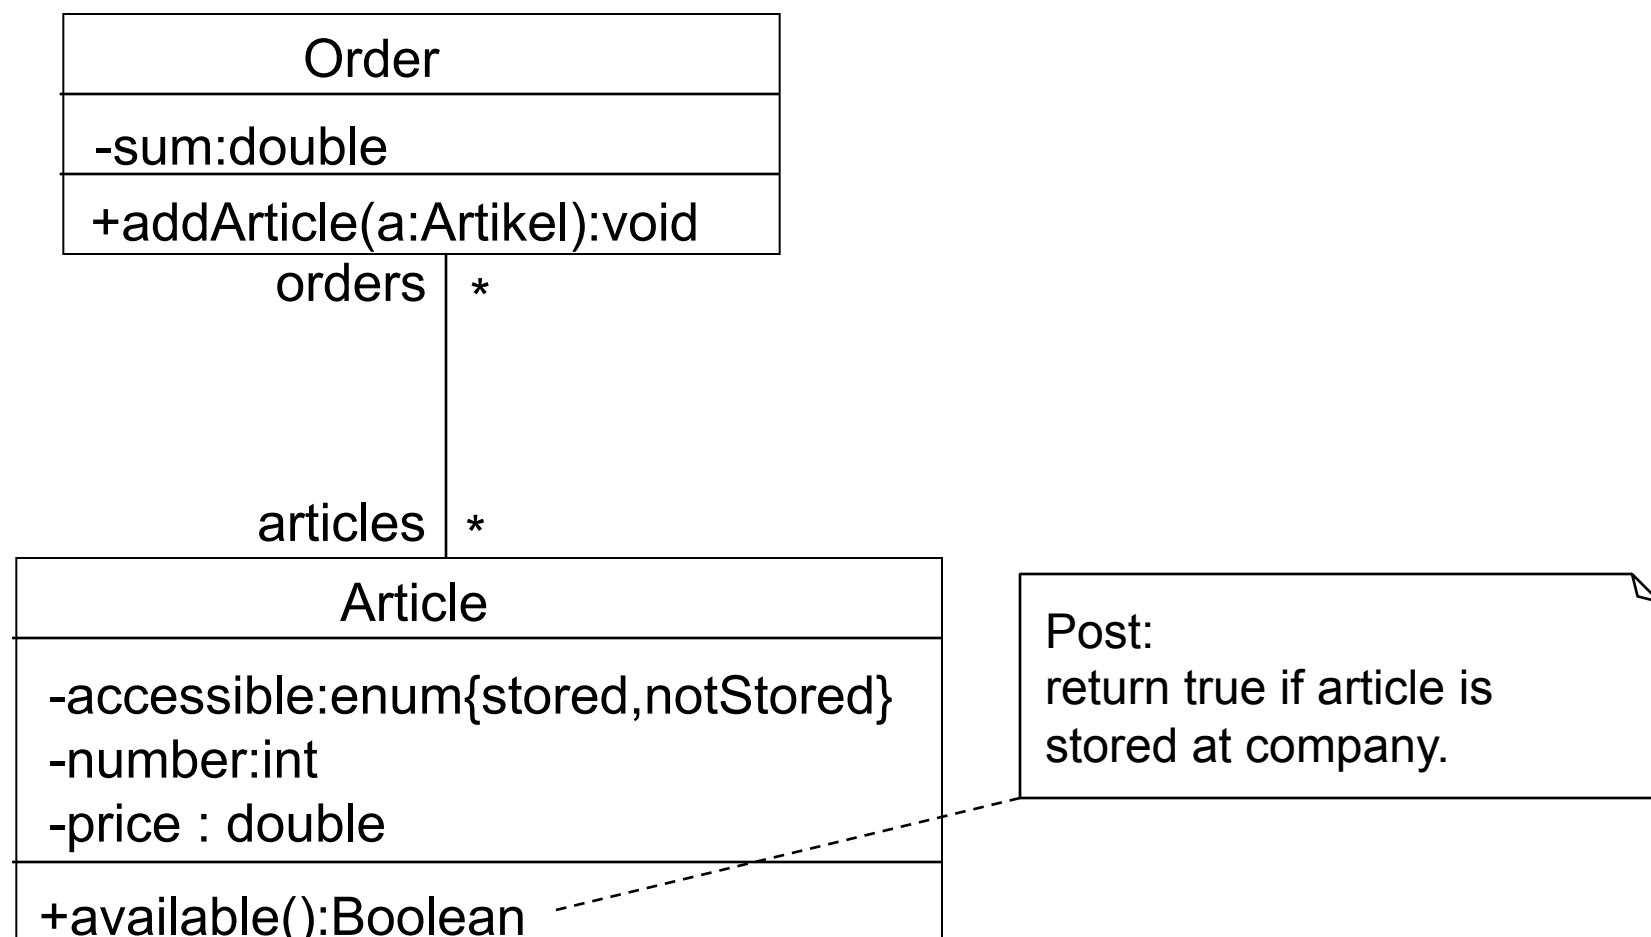 Order
-sum:double
+addArticle(a:Artikel):void
orders *
articles *
Article
-accessible:enum{stored,notStored}
-number:int
-price : double
+available():Boolean
Post:
return true if article is
stored at company.